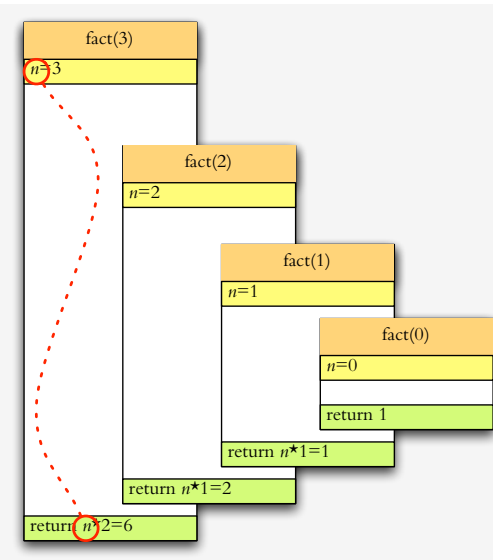 fact(3)
n=3
fact(2)
n=2
fact(1)
n=1
fact(0)
n=0
return 1
return n★1=1
return n★1=2
return n★2=6